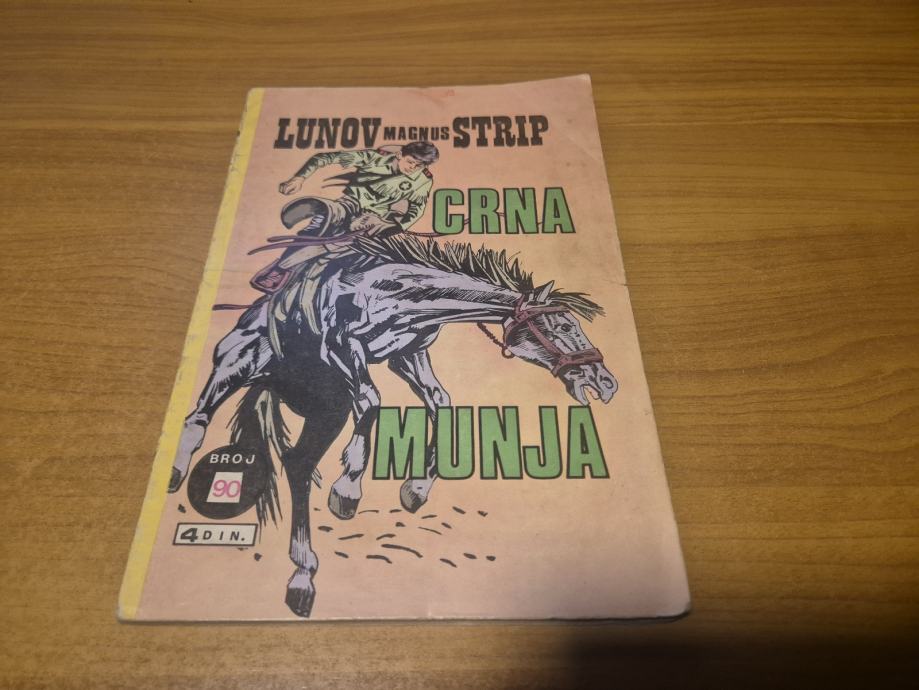 LUNOV MAGNUS STRIP
CRNA
MUNJA
BROJ
90
4 DIN.